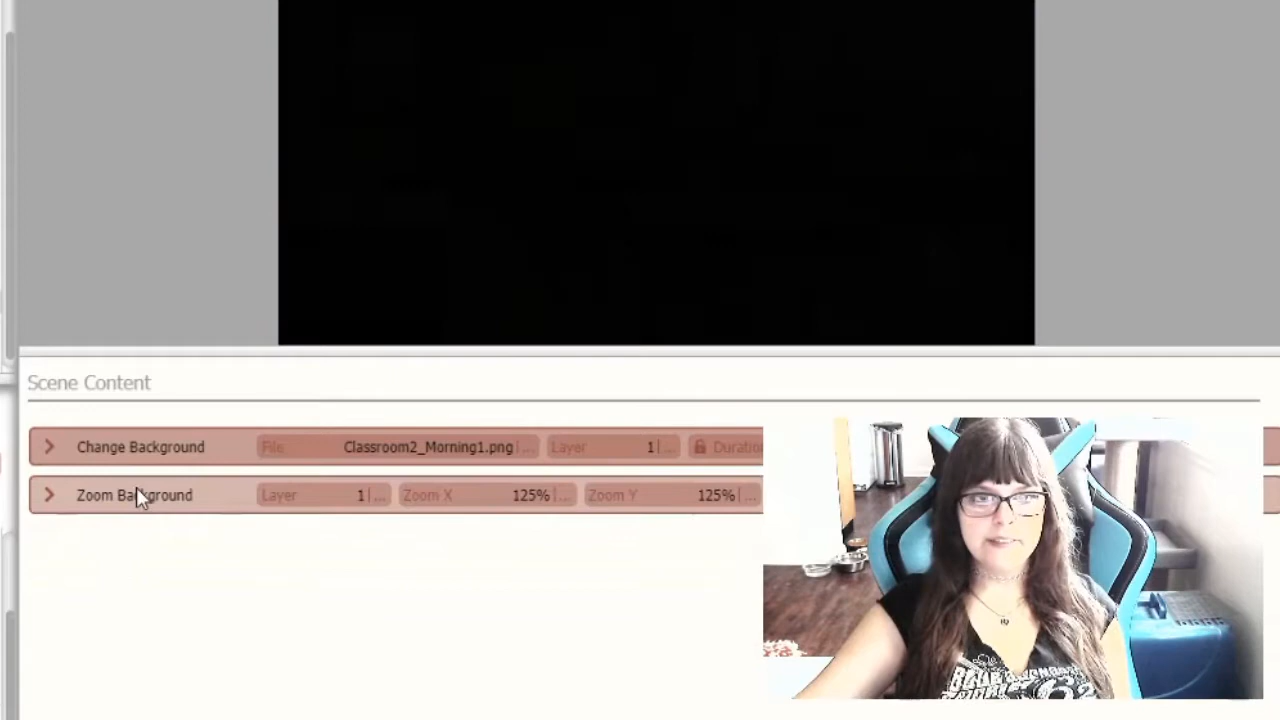 Scene Content
Change Background File Classroom2_Morning1.png | ... Layer 1 | ... Duration
Zoom Background Layer 1 | ... Zoom X 125% | ... Zoom Y 125% | ...